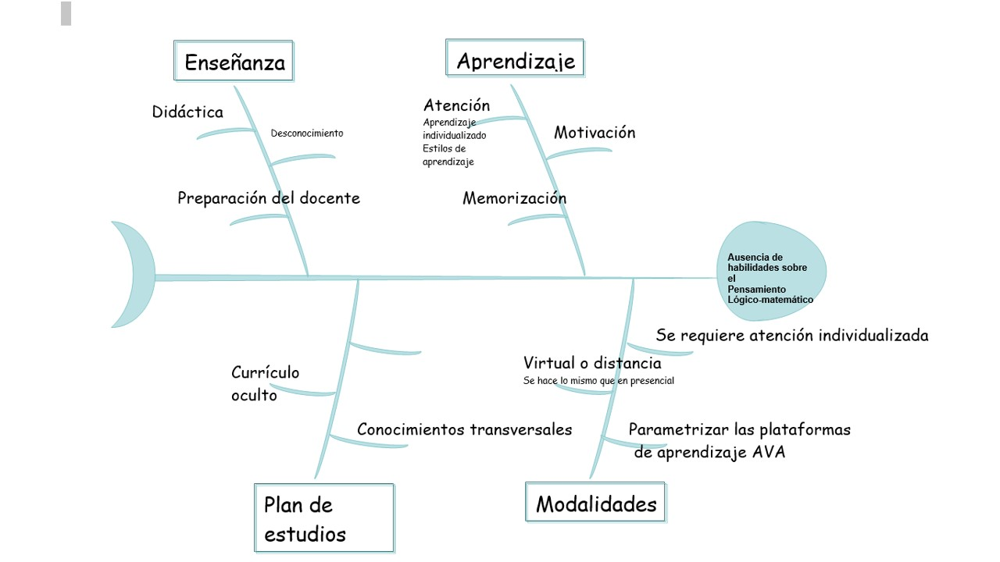 Enseñanza
Aprendizaje
Didáctica
Desconocimiento
Preparación del docente
Atención
Aprendizaje
individualizado
Estilos de
aprendizaje
Motivación
Memorización
Ausencia de
habilidades sobre
el
Pensamiento
Lógico-matemático
Currículo
oculto
Conocimientos transversales
Plan de
estudios
Se requiere atención individualizada
Virtual o distancia
Se hace lo mismo que en presencial
Parametrizar las plataformas
de aprendizaje AVA
Modalidades